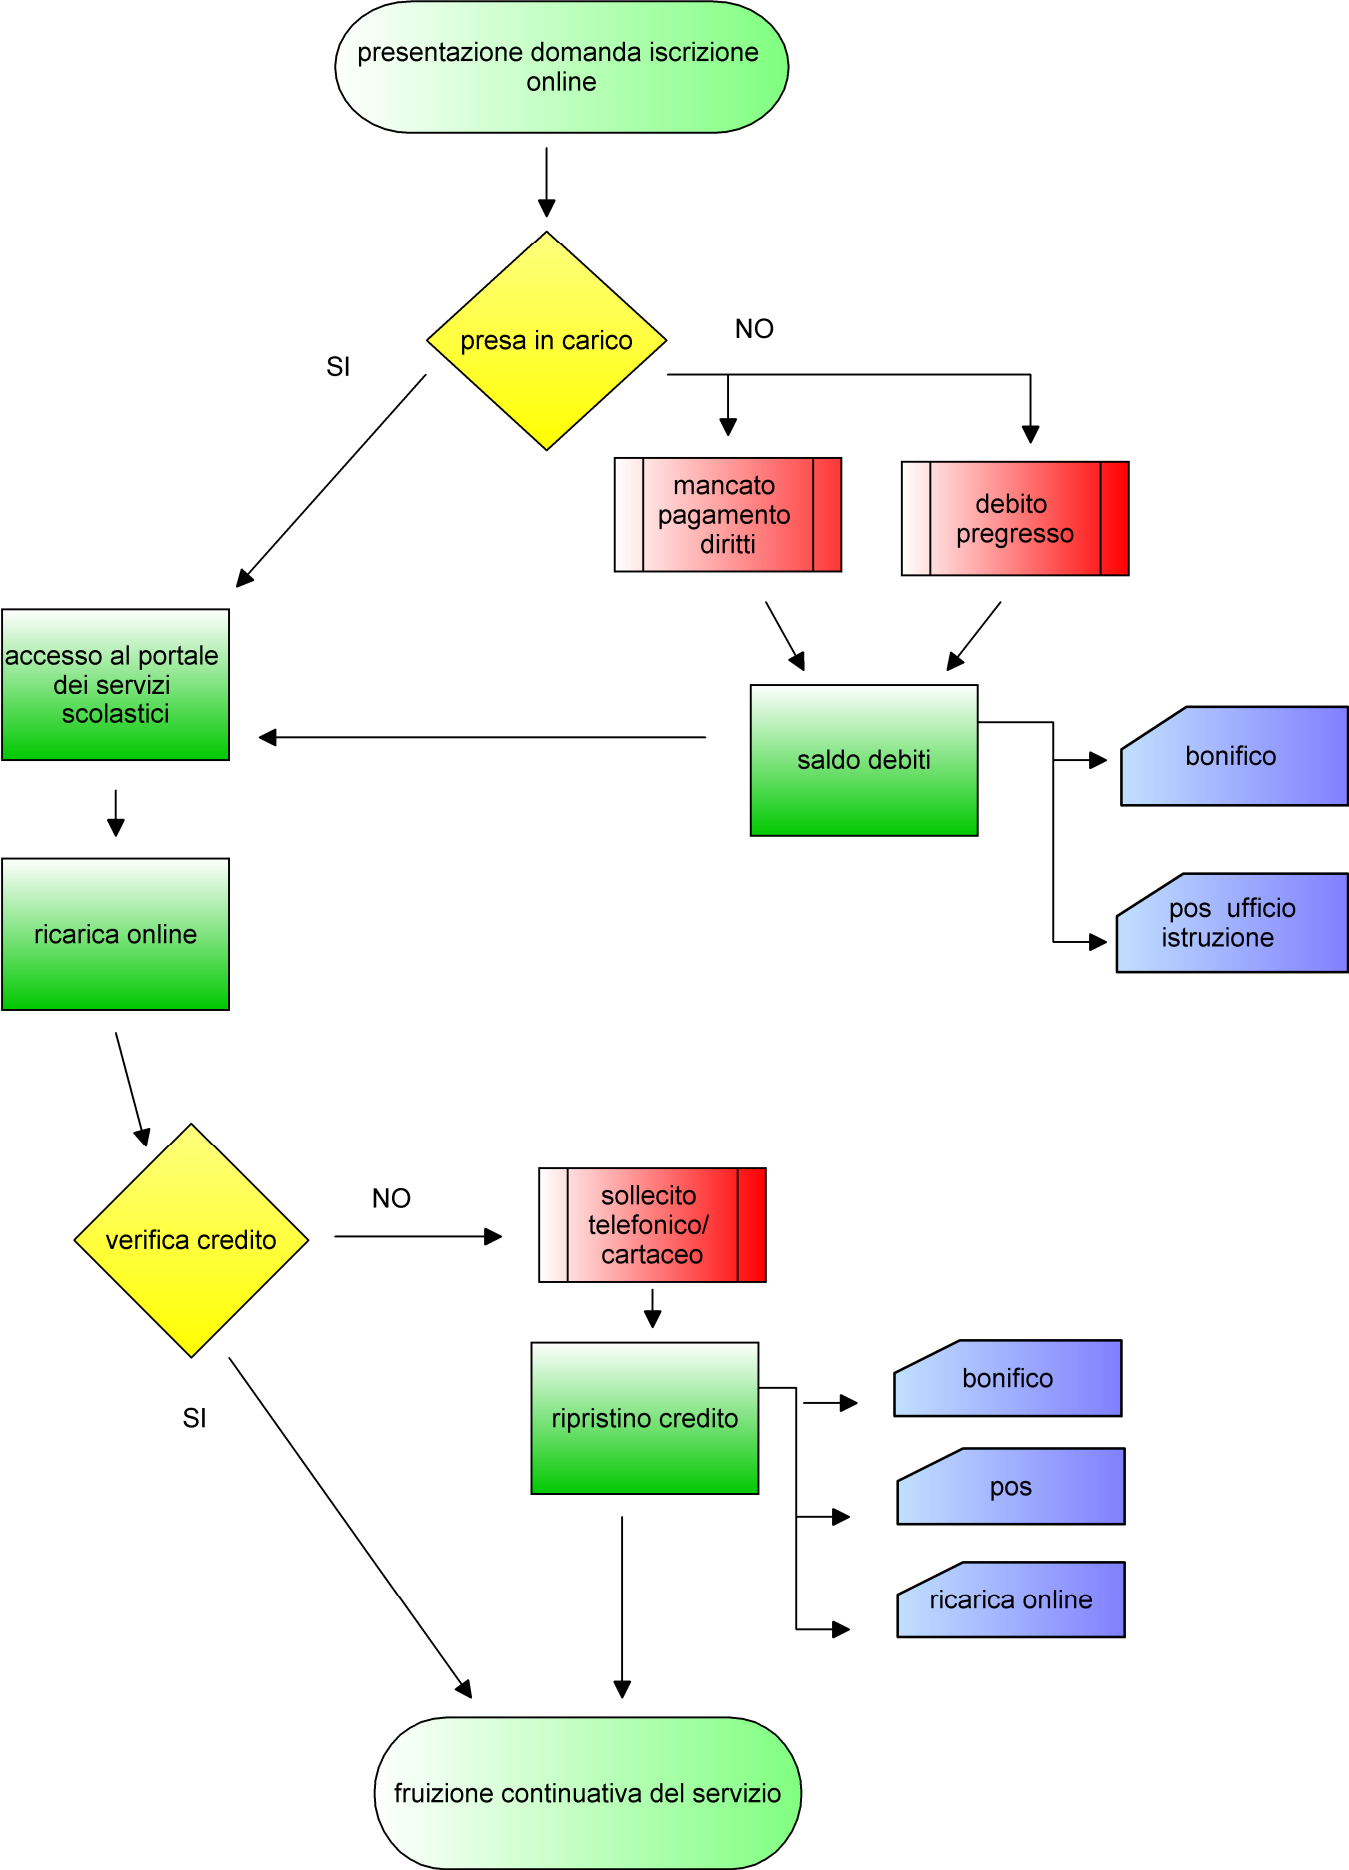 presentazione domanda iscrizione
online
presa in carico
NO
SI
mancato
pagamento
diritti
debito
pregresso
accesso al portale
dei servizi
scolastici
saldo debiti
bonifico
pos ufficio
istruzione
ricarica online
verifica credito
NO
sollecito
telefonico/
cartaceo
SI
ripristino credito
bonifico
pos
ricarica online
fruizione continuativa del servizio